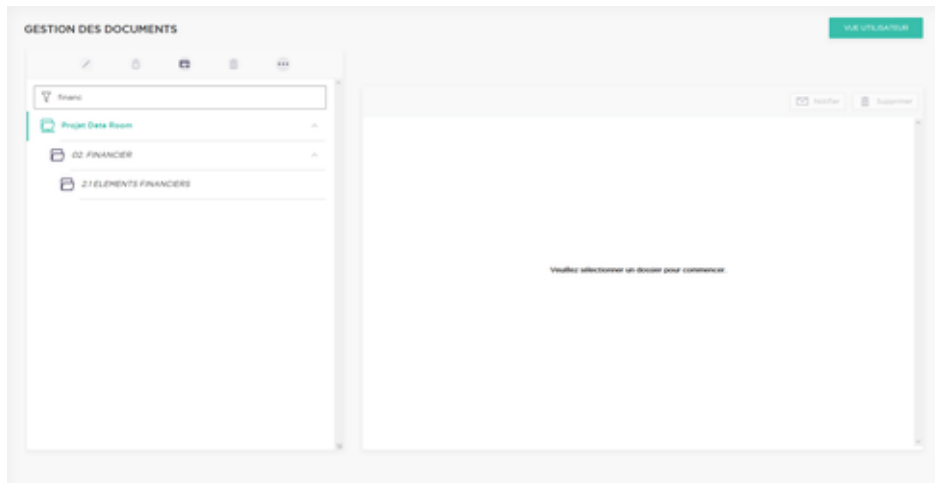 GESTION DES DOCUMENTS
VUE UTILISATEUR
financ
Notifier
Supprimer
Projet Data Room
02. FINANCIER
2.1 ELEMENTS FINANCIERS
Veuillez sélectionner un dossier pour commencer.